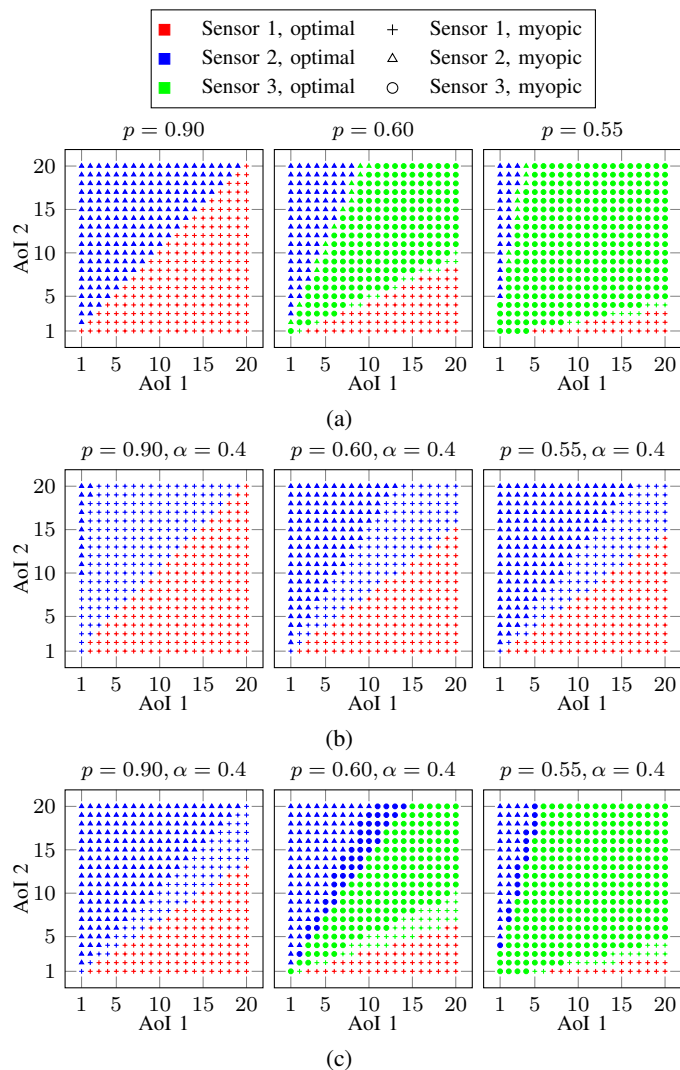 Sensor 1, optimal + Sensor 1, myopic
Sensor 2, optimal △ Sensor 2, myopic
Sensor 3, optimal ○ Sensor 3, myopic
p = 0.90 p = 0.60 p = 0.55
20
15
10
5
1
AoI 2
1 5 10 15 20 1 5 10 15 20 1 5 10 15 20
AoI 1 AoI 1 AoI 1
(a)
p = 0.90, α = 0.4 p = 0.60, α = 0.4 p = 0.55, α = 0.4
20
15
10
5
1
AoI 2
1 5 10 15 20 1 5 10 15 20 1 5 10 15 20
AoI 1 AoI 1 AoI 1
(b)
p = 0.90, α = 0.4 p = 0.60, α = 0.4 p = 0.55, α = 0.4
20
15
10
5
1
AoI 2
1 5 10 15 20 1 5 10 15 20 1 5 10 15 20
AoI 1 AoI 1 AoI 1
(c)